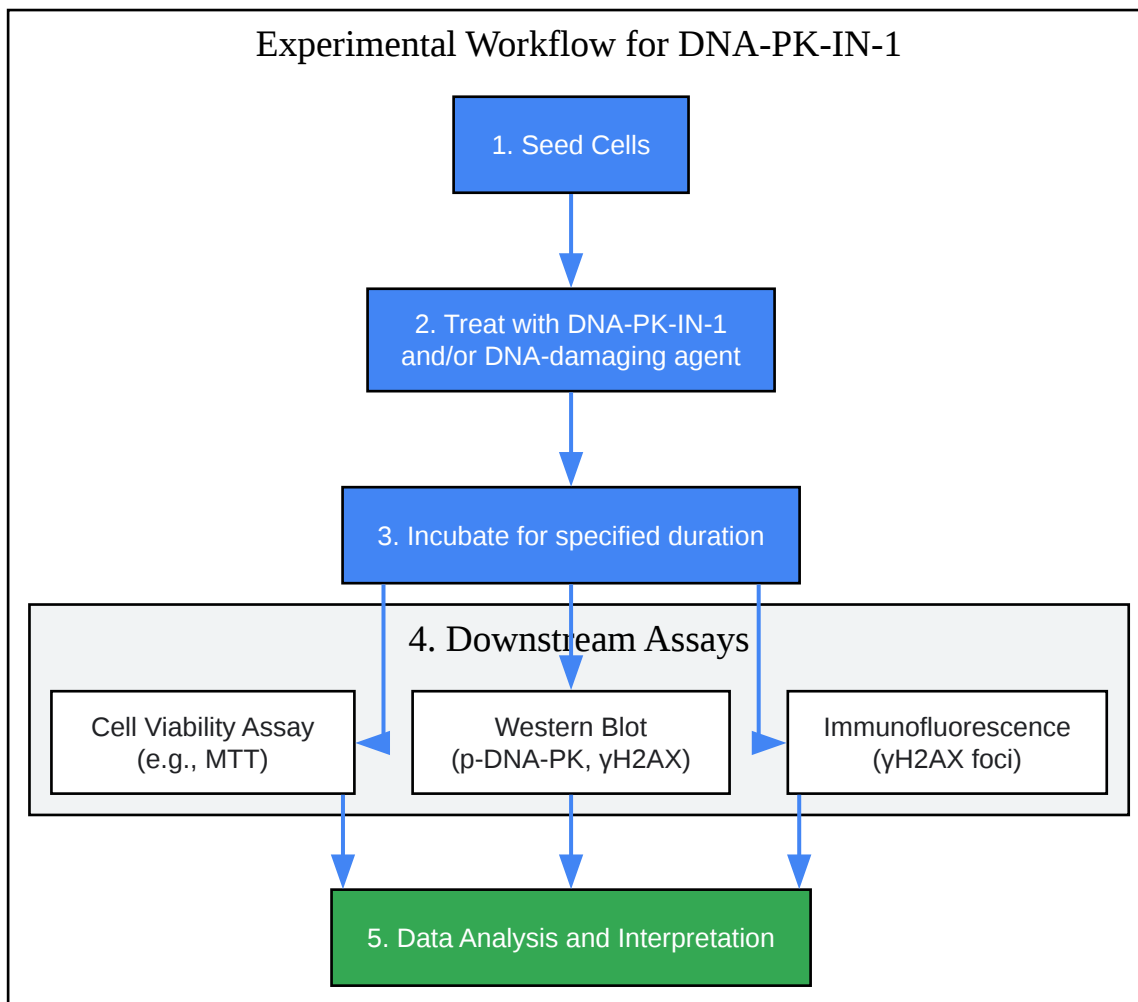 Experimental Workflow for DNA-PK-IN-1
1. Seed Cells
2. Treat with DNA-PK-IN-1
and/or DNA-damaging agent
3. Incubate for specified duration
4. Downstream Assays
Cell Viability Assay
(e.g., MTT)
Western Blot
(p-DNA-PK, γH2AX)
Immunofluorescence
(γH2AX foci)
5. Data Analysis and Interpretation